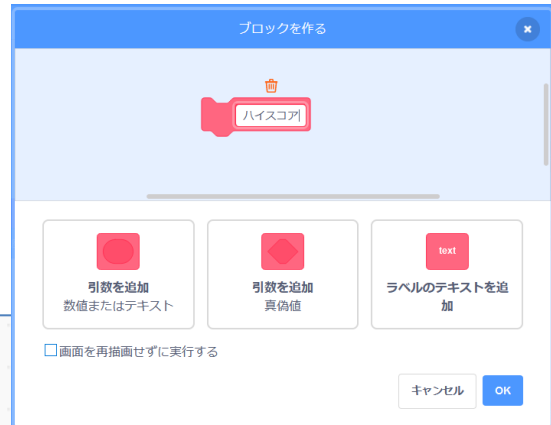 ブロックを作る
ハイスコア
text
引数を追加
数値またはテキスト
引数を追加
真偽値
ラベルのテキストを追
加
画面を再描画せずに実行する
キャンセル
OK